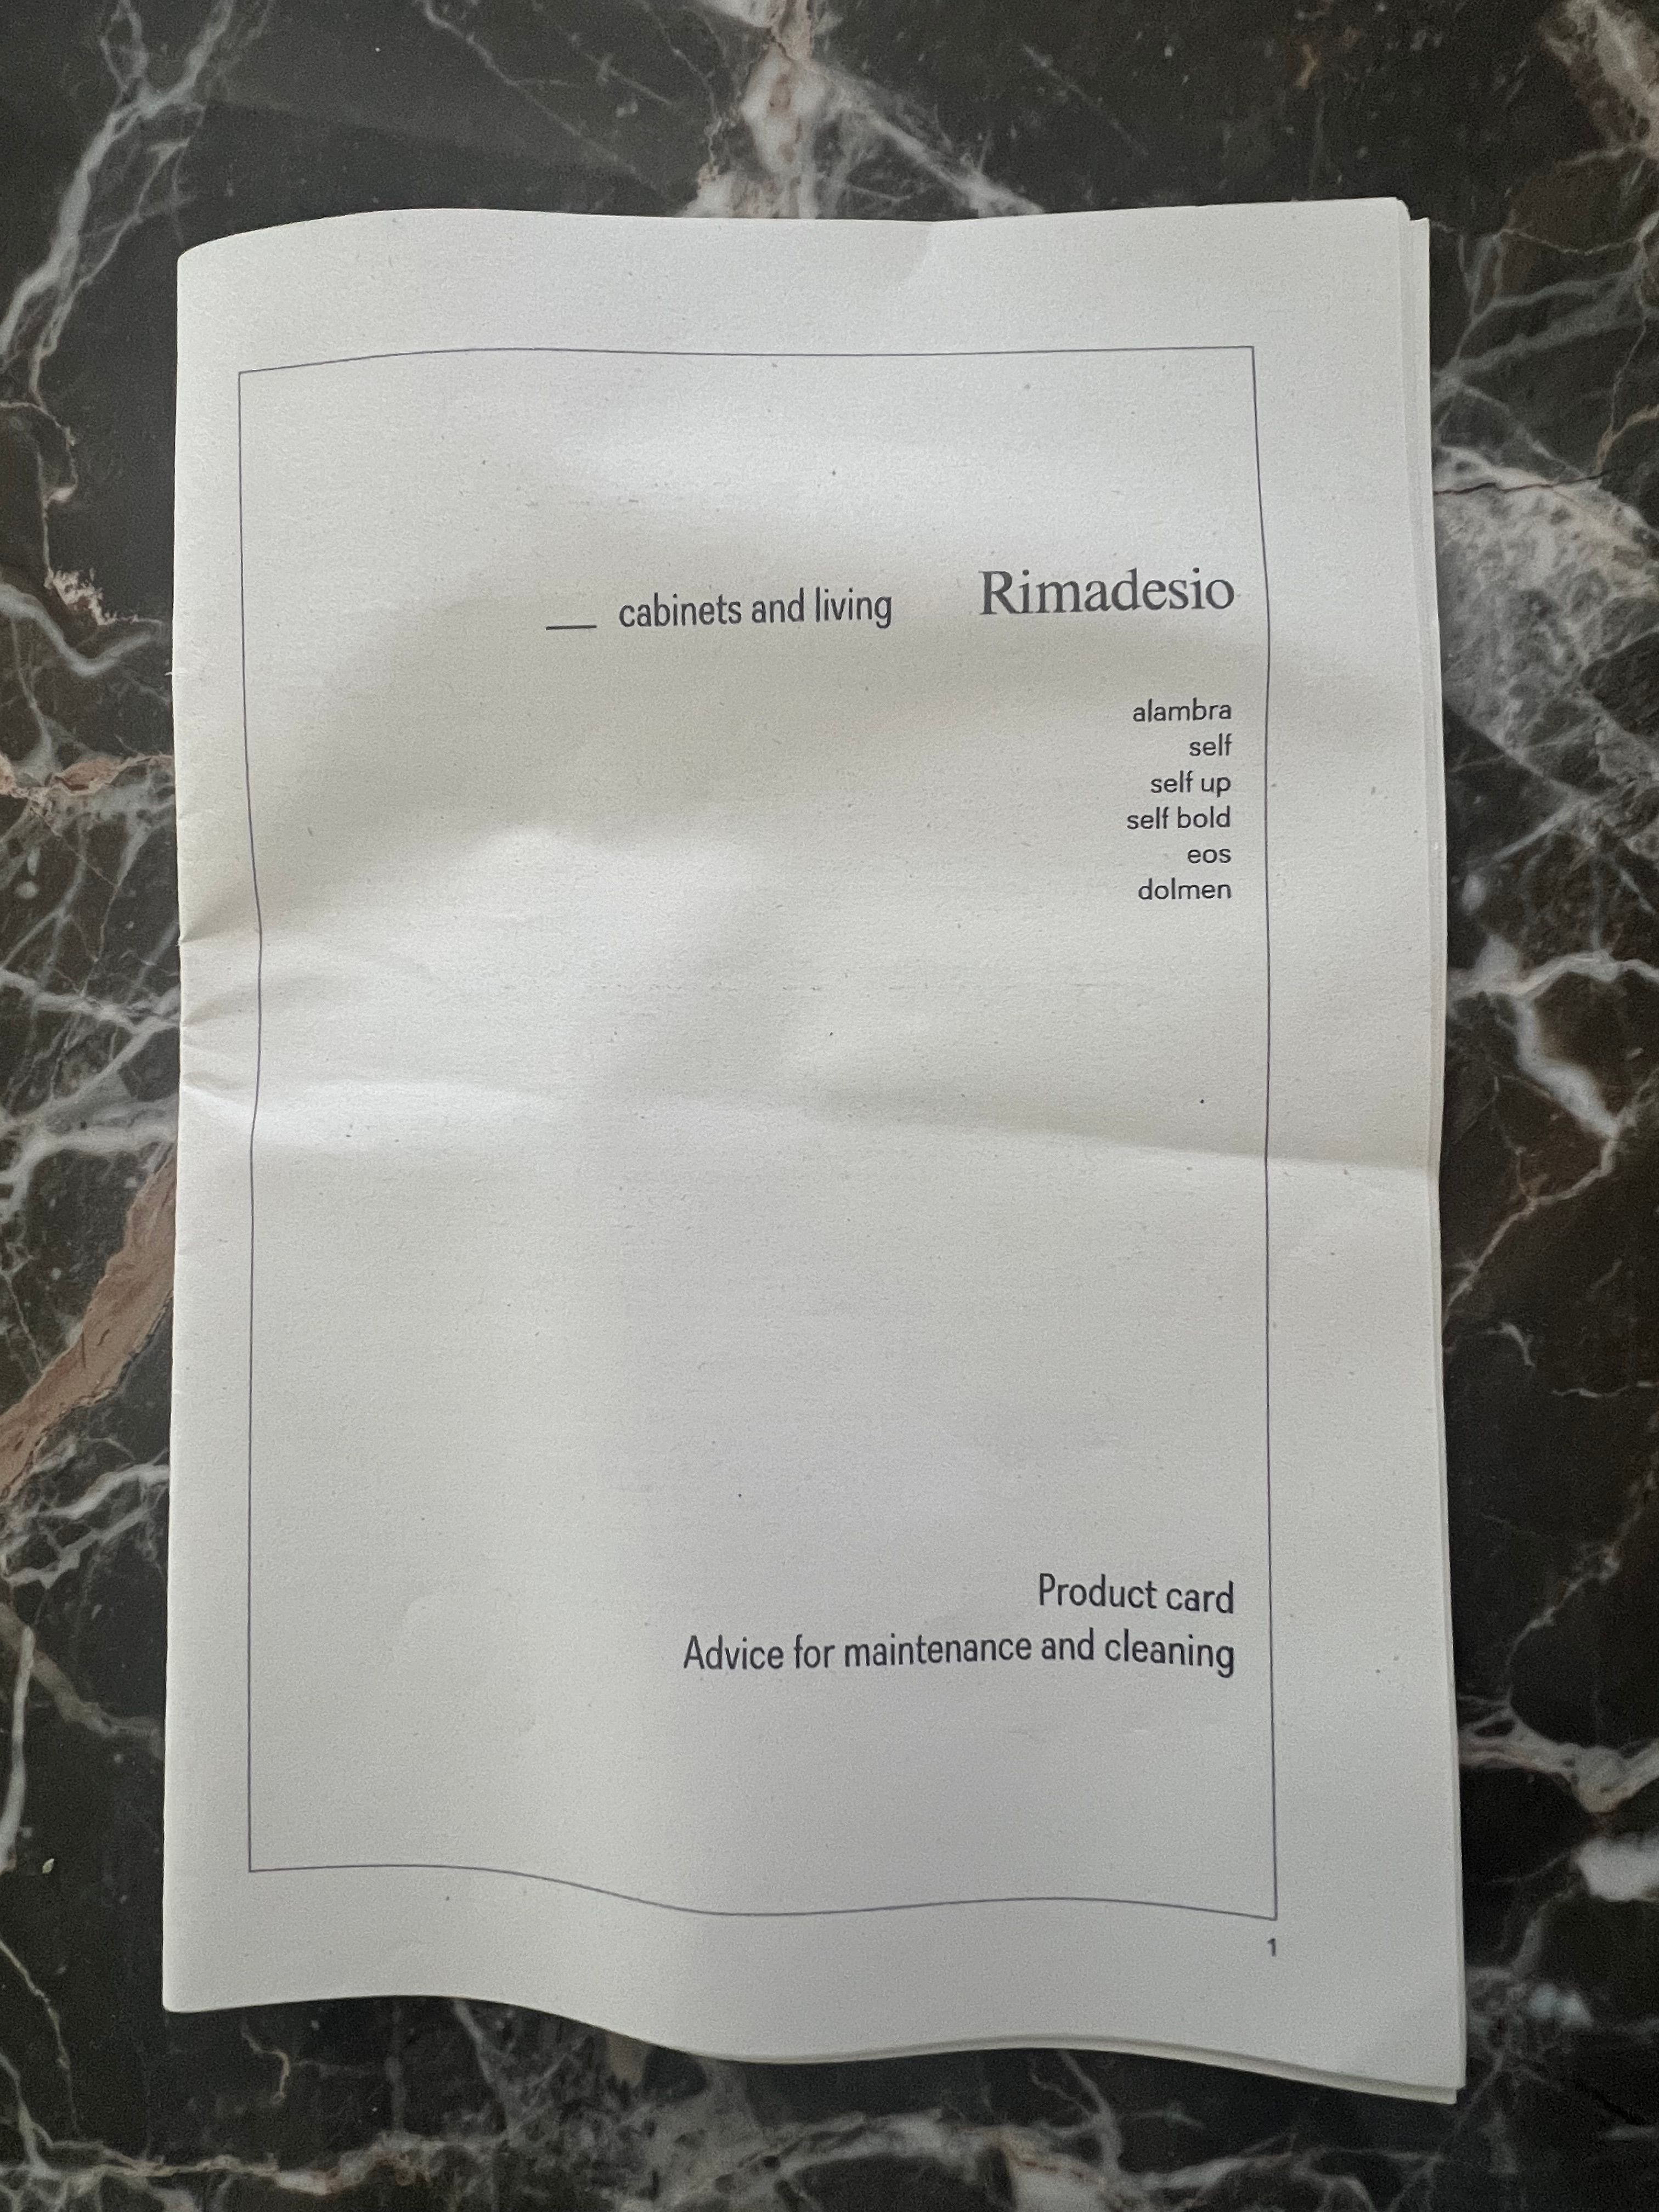 cabinets and living Rimadesio
alambra
self
self up
self bold
eos
dolmen
Product card
Advice for maintenance and cleaning
1